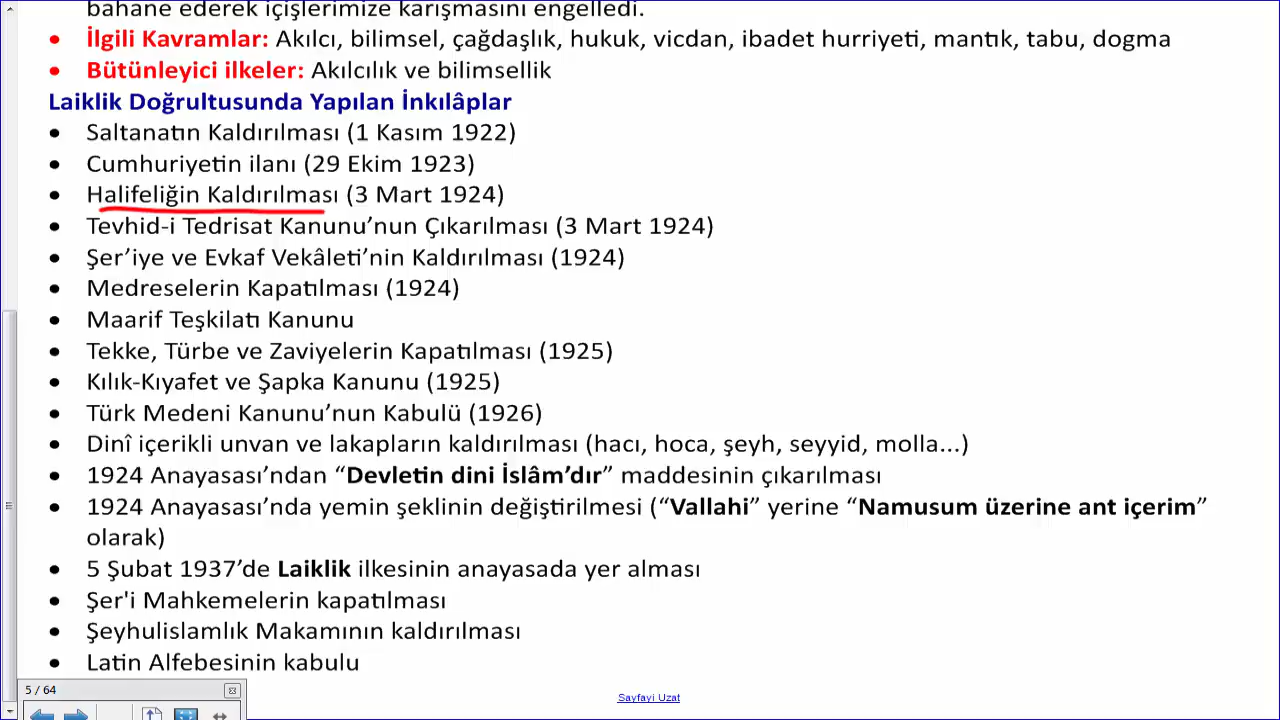 bahane ederek içişlerimize karışmasını engelledi.
• İlgili Kavramlar: Akılcı, bilimsel, çağdaşlık, hukuk, vicdan, ibadet hurriyeti, mantık, tabu, dogma
• Bütünleyici ilkeler: Akılcılık ve bilimsellik
Laiklik Doğrultusunda Yapılan İnkılâplar
• Saltanatın Kaldırılması (1 Kasım 1922)
• Cumhuriyetin ilanı (29 Ekim 1923)
• Halifeliğin Kaldırılması (3 Mart 1924)
• Tevhid-i Tedrisat Kanunu’nun Çıkarılması (3 Mart 1924)
• Şer’iye ve Evkaf Vekâleti’nin Kaldırılması (1924)
• Medreselerin Kapatılması (1924)
• Maarif Teşkilatı Kanunu
• Tekke, Türbe ve Zaviyelerin Kapatılması (1925)
• Kılık-Kıyafet ve Şapka Kanunu (1925)
• Türk Medeni Kanunu’nun Kabulü (1926)
• Dinî içerikli unvan ve lakapların kaldırılması (hacı, hoca, şeyh, seyyid, molla...)
• 1924 Anayasası’ndan “Devletin dini İslâm’dır” maddesinin çıkarılması
• 1924 Anayasası’nda yemin şeklinin değiştirilmesi (“Vallahi” yerine “Namusum üzerine ant içerim”
olarak)
• 5 Şubat 1937’de Laiklik ilkesinin anayasada yer alması
• Şer'i Mahkemelerin kapatılması
• Şeyhulislamlık Makamının kaldırılması
• Latin Alfebesinin kabulu
5 / 64
Sayfayi Uzat